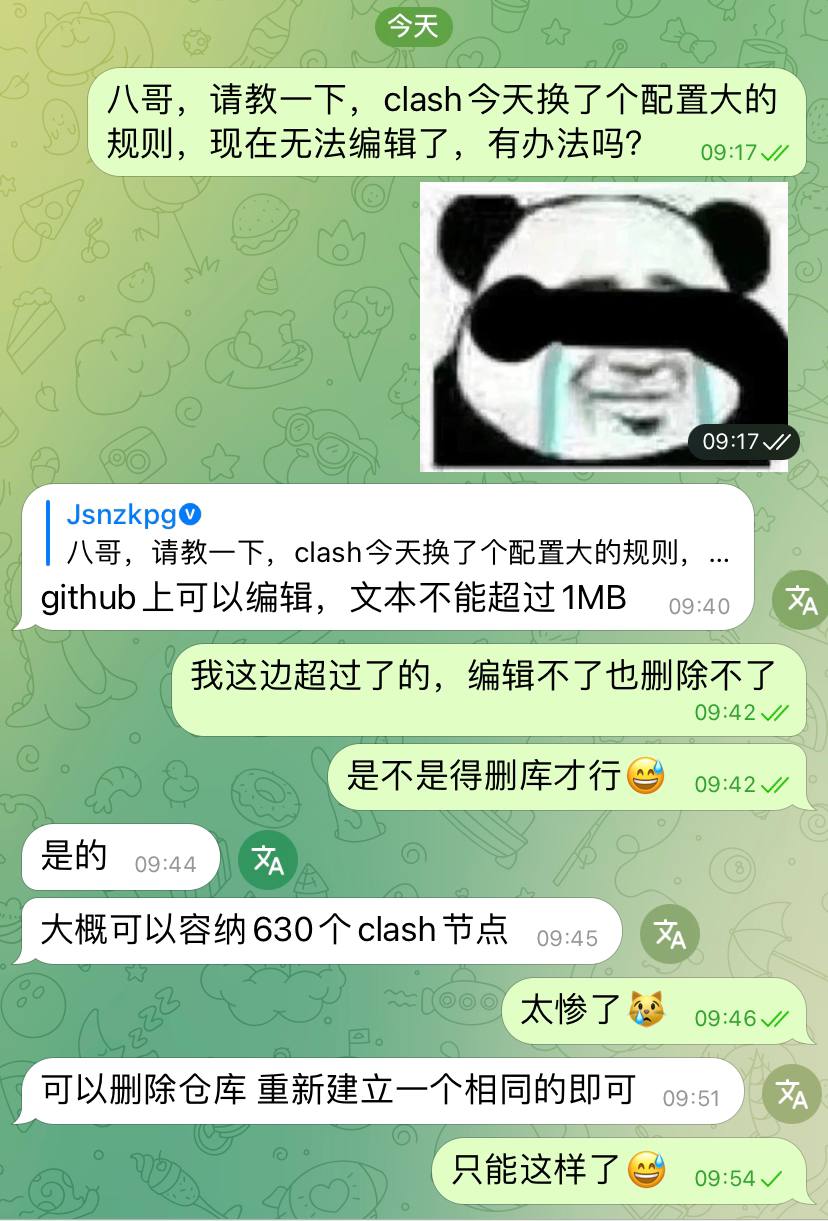 今天
八哥，请教一下，clash今天换了个配置大的
规则，现在无法编辑了，有办法吗？
09:17
09:17
Jsnzkpg
八哥，请教一下，clash今天换了个配置大的规则，...
github上可以编辑，文本不能超过1MB
09:40
我这边超过了的，编辑不了也删除不了
09:42
是不是得删库才行😅
09:42
是的
09:44
大概可以容纳630个clash节点
09:45
太惨了😿
09:46
可以删除仓库 重新建立一个相同的即可
09:51
只能这样了😅
09:54